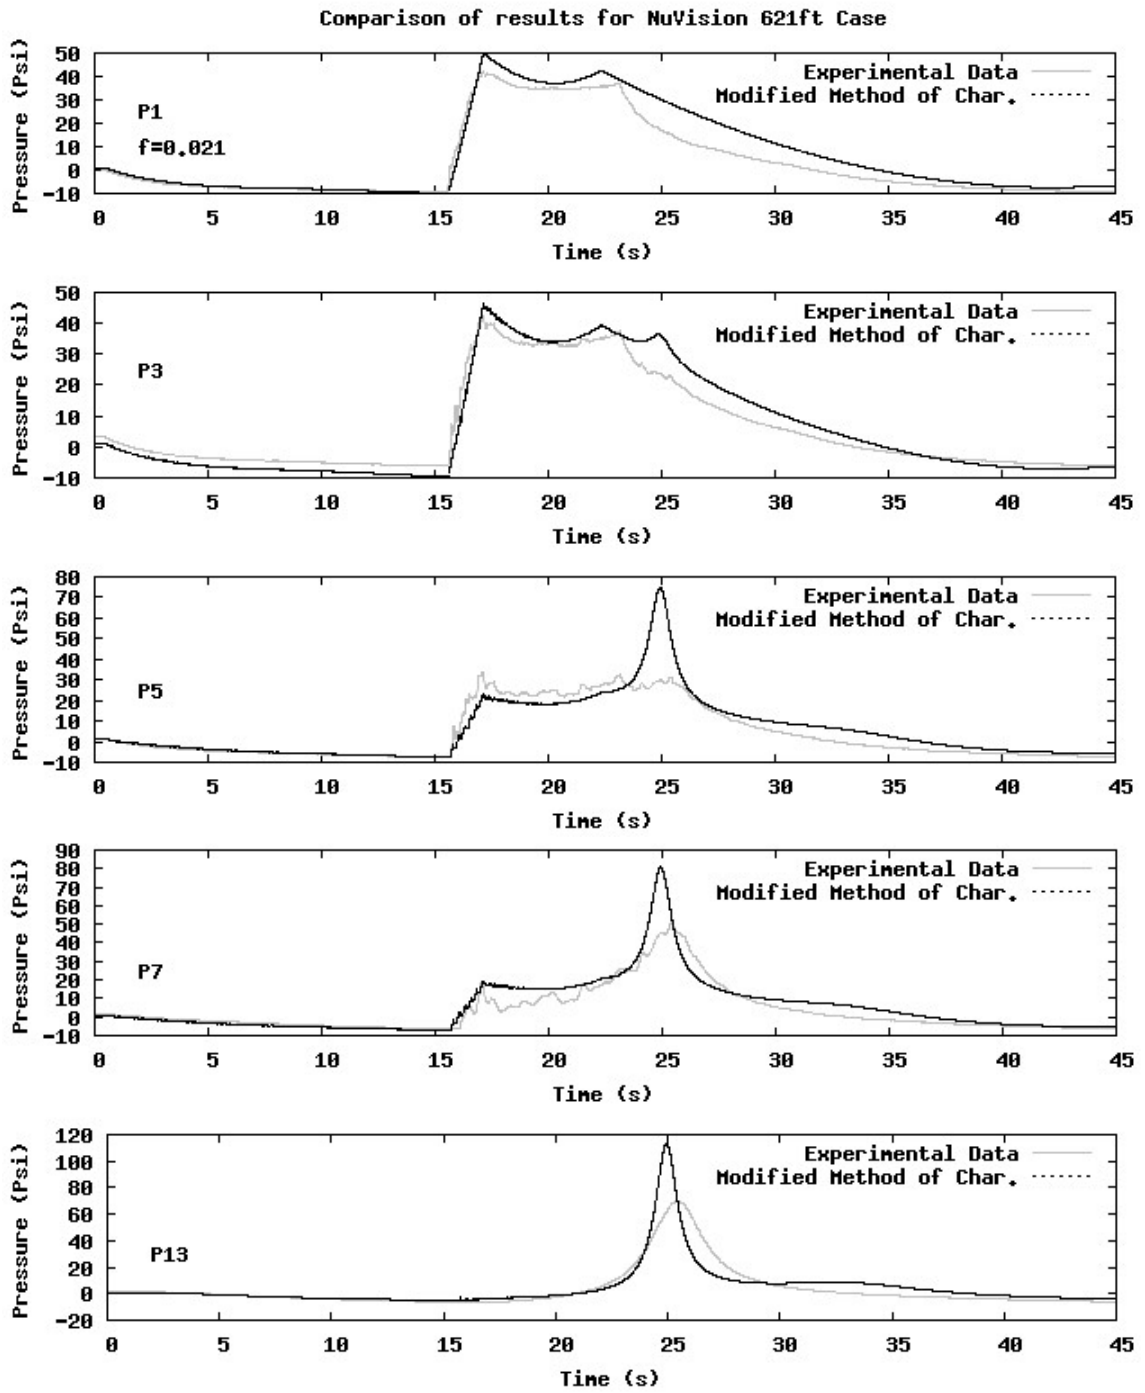 Comparison of results for NuVision 621ft Case
Pressure (Psi)
50
40
30
20
10
0
-10
P1
f=0.021
Experimental Data
Modified Method of Char.
0 5 10 15 20 25 30 35 40 45
Time (s)
Pressure (Psi)
50
40
30
20
10
0
-10
P3
Experimental Data
Modified Method of Char.
0 5 10 15 20 25 30 35 40 45
Time (s)
Pressure (Psi)
80
70
60
50
40
30
20
10
0
-10
P5
Experimental Data
Modified Method of Char.
0 5 10 15 20 25 30 35 40 45
Time (s)
Pressure (Psi)
90
80
70
60
50
40
30
20
10
0
-10
P7
Experimental Data
Modified Method of Char.
0 5 10 15 20 25 30 35 40 45
Time (s)
Pressure (Psi)
120
100
80
60
40
20
0
-20
P13
Experimental Data
Modified Method of Char.
0 5 10 15 20 25 30 35 40 45
Time (s)